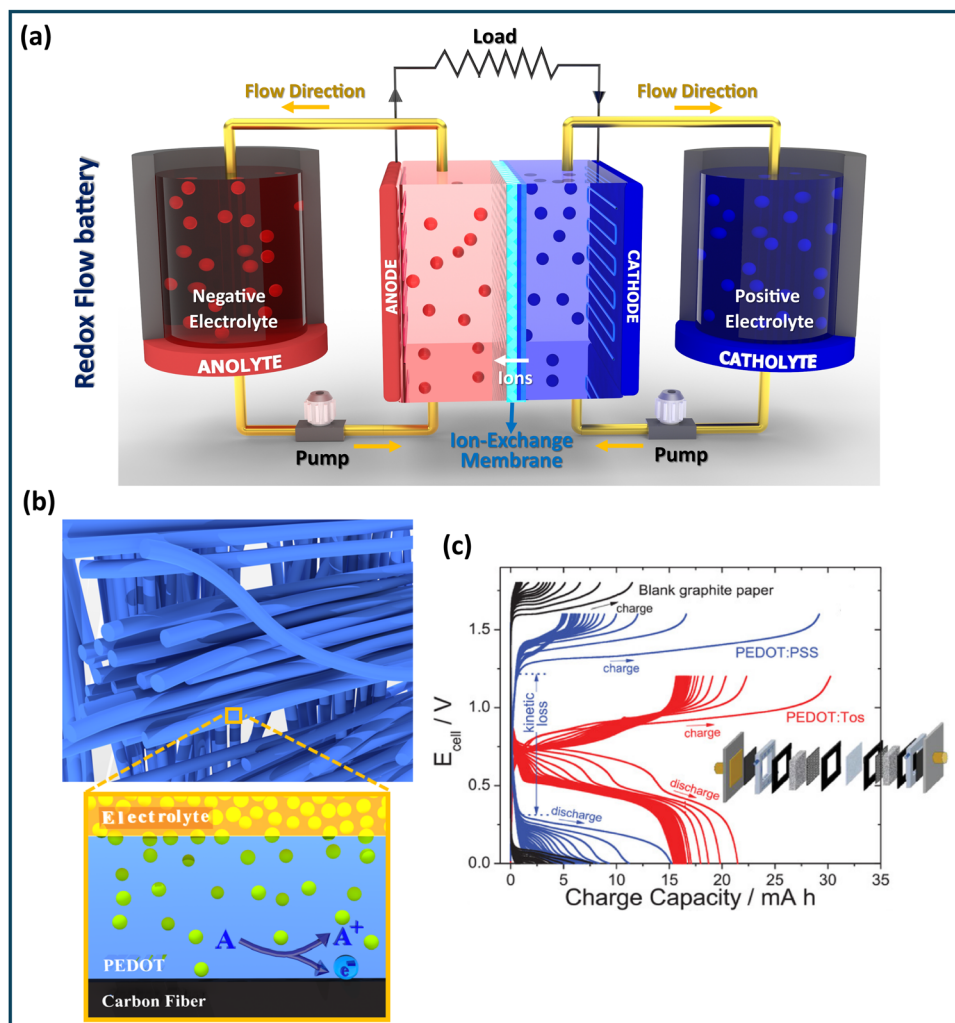 (a)
Load
Flow Direction
Flow Direction
Redox Flow battery
ANODE
CATHODE
Negative
Electrolyte
Positive
Electrolyte
ANOLYTE
CATHOLYTE
Ions
Pump
Ion-Exchange
Membrane
Pump
(b)
Electrolyte
A
A+
e-
PEDOT
Carbon Fiber
(c)
Blank graphite paper
charge
PEDOT:PSS
charge
kinetic
loss
PEDOT:Tos
charge
discharge
discharge
1.5
1.0
0.5
0.0
E_cell / V
0 5 10 15 20 25 30 35
Charge Capacity / mA h